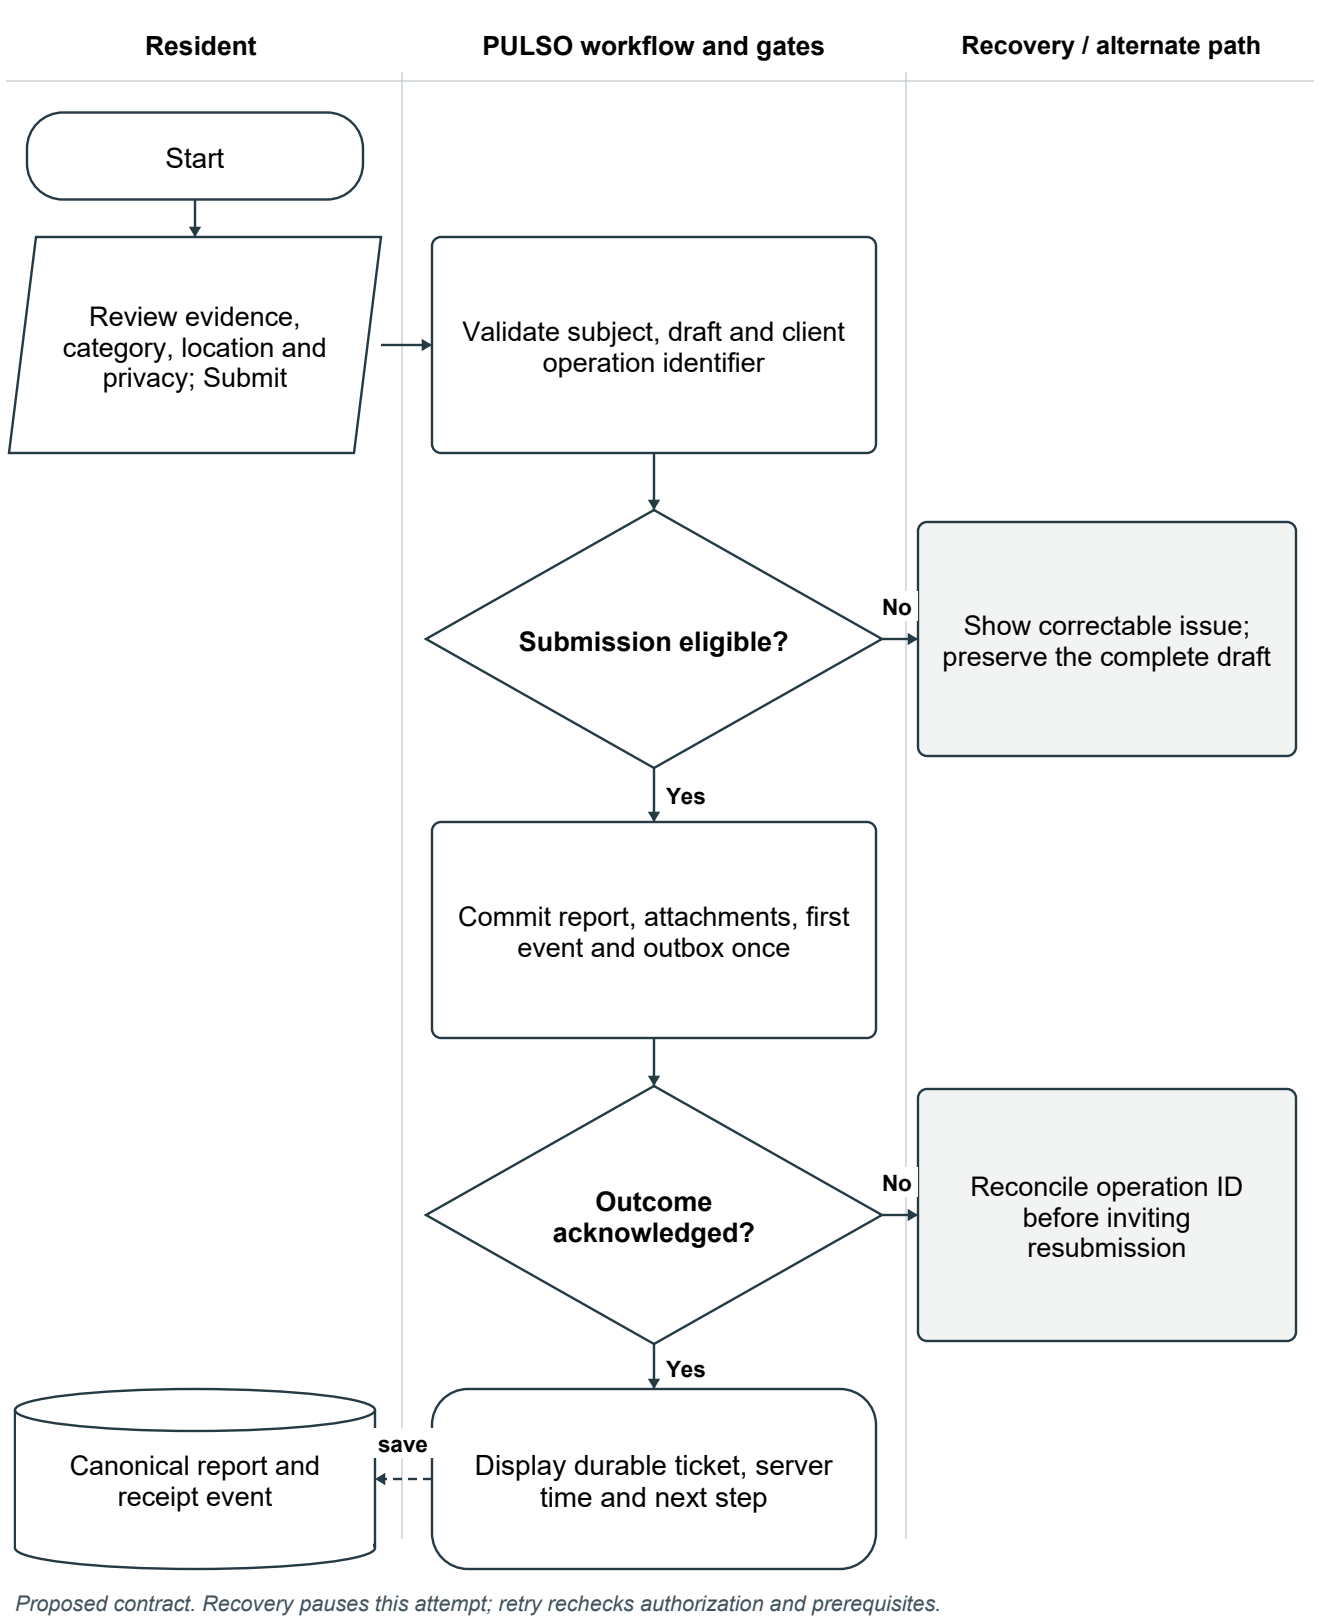 Resident
PULSO workflow and gates
Recovery / alternate path
Start
Review evidence,
category, location and
privacy; Submit
Validate subject, draft and client
operation identifier
Submission eligible?
No
Show correctable issue;
preserve the complete draft
Yes
Commit report, attachments, first
event and outbox once
Outcome
acknowledged?
No
Reconcile operation ID
before inviting
resubmission
Yes
Display durable ticket, server
time and next step
save
Canonical report and
receipt event
Proposed contract. Recovery pauses this attempt; retry rechecks authorization and prerequisites.